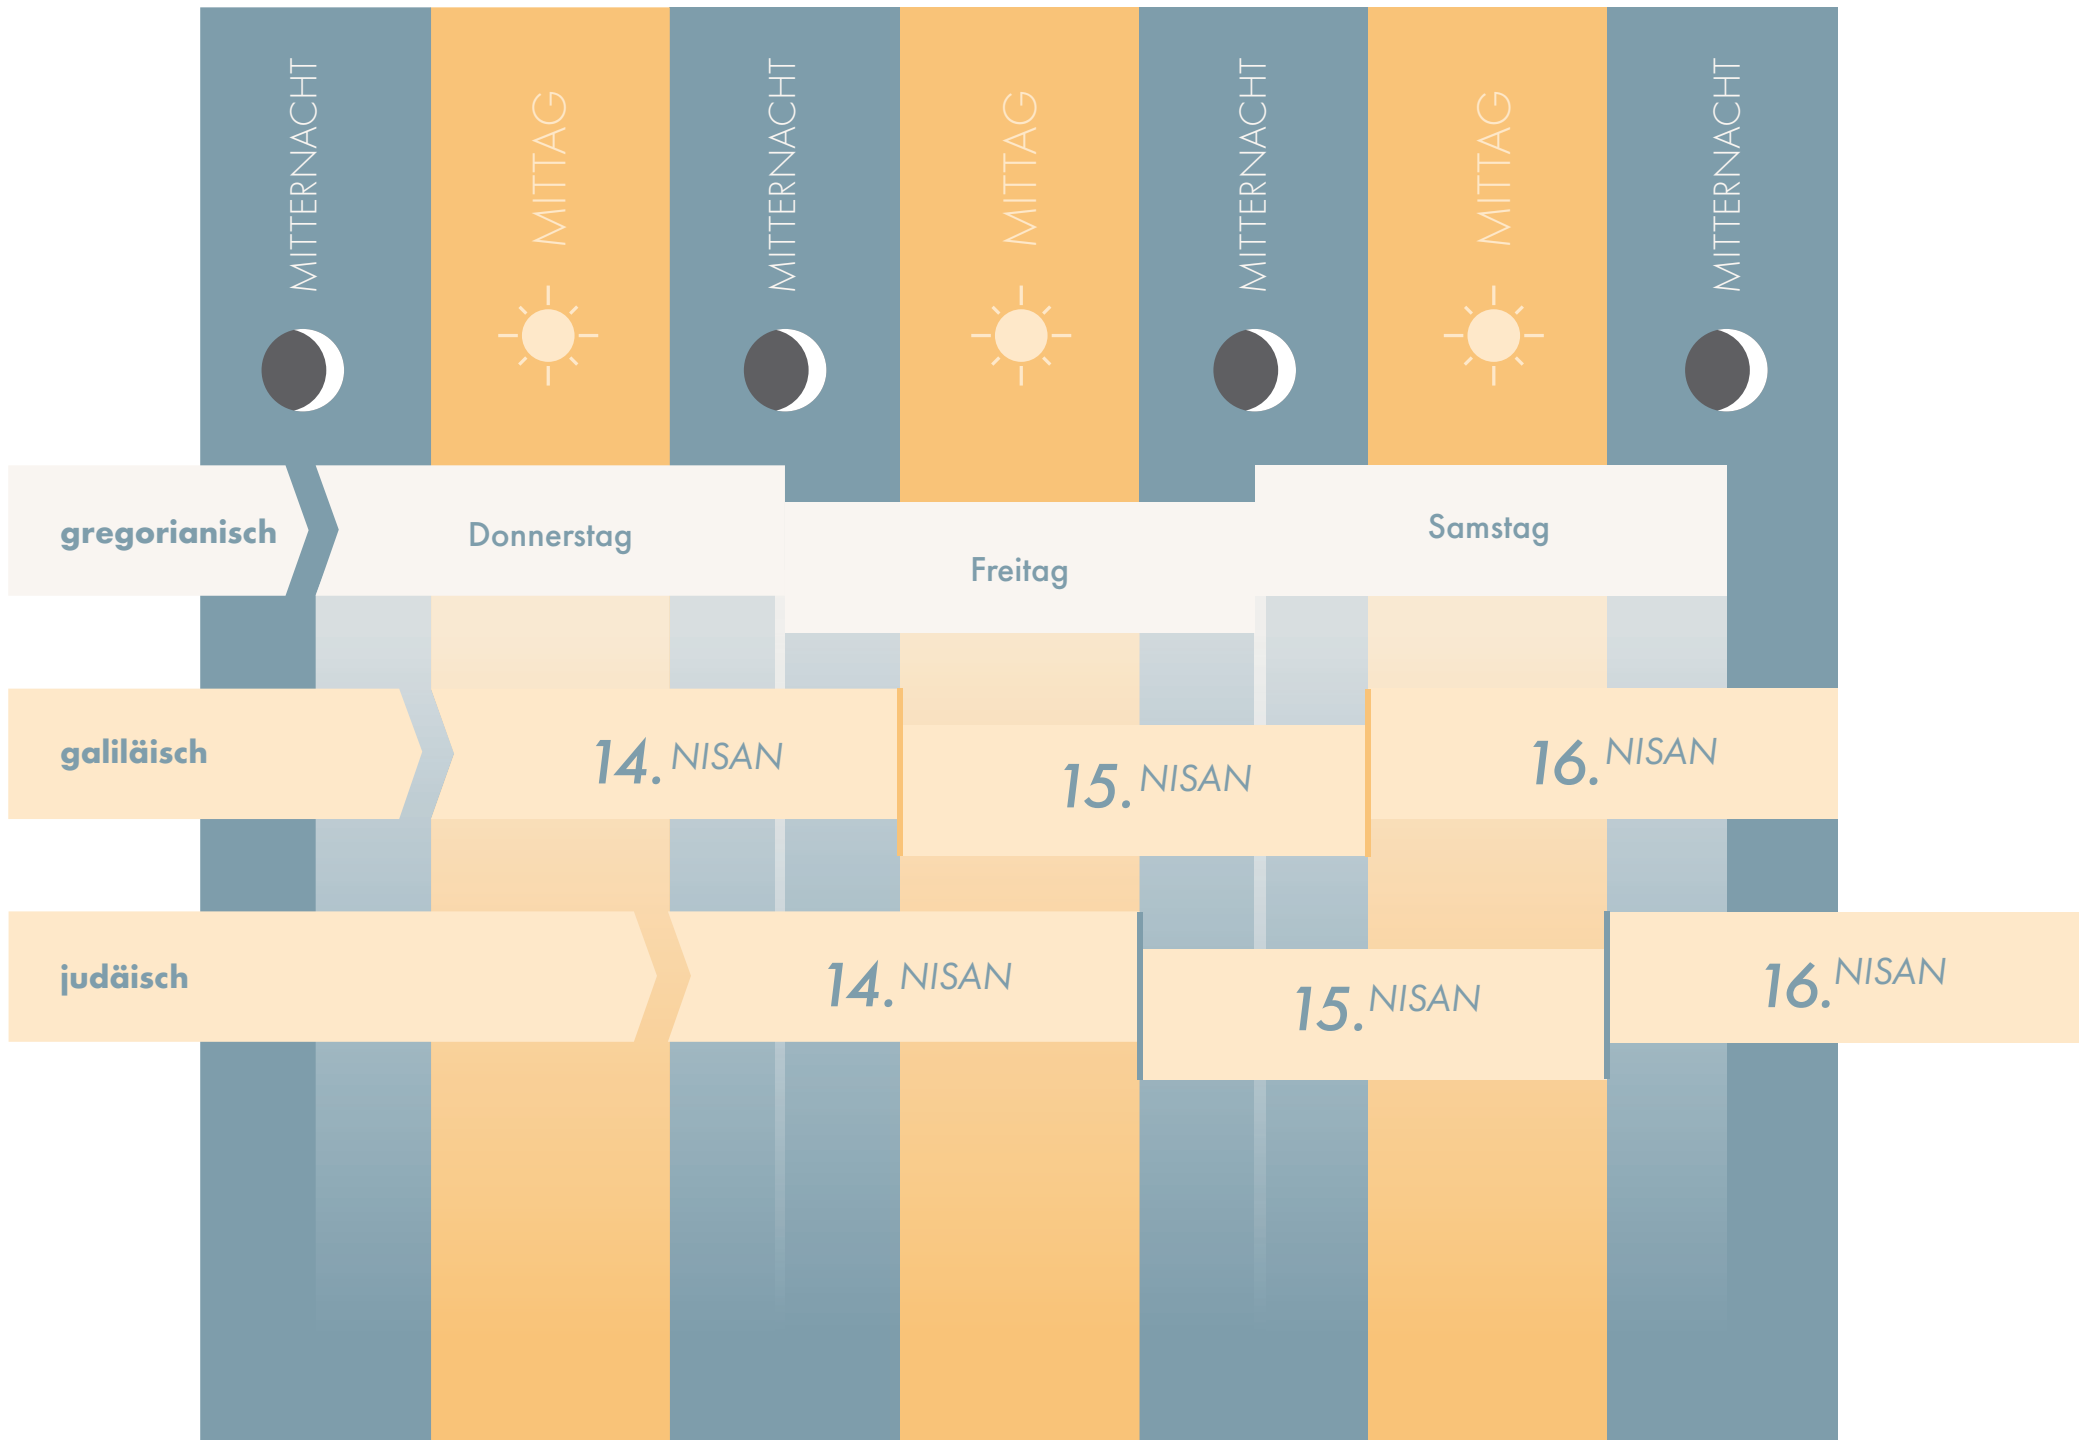 MITTERNACHT
MITTAG
MITTERNACHT
MITTAG
MITTERNACHT
MITTAG
MITTERNACHT
gregorianisch
Donnerstag
Freitag
Samstag
galiläisch
14. NISAN
15. NISAN
16. NISAN
judäisch
14. NISAN
15. NISAN
16. NISAN